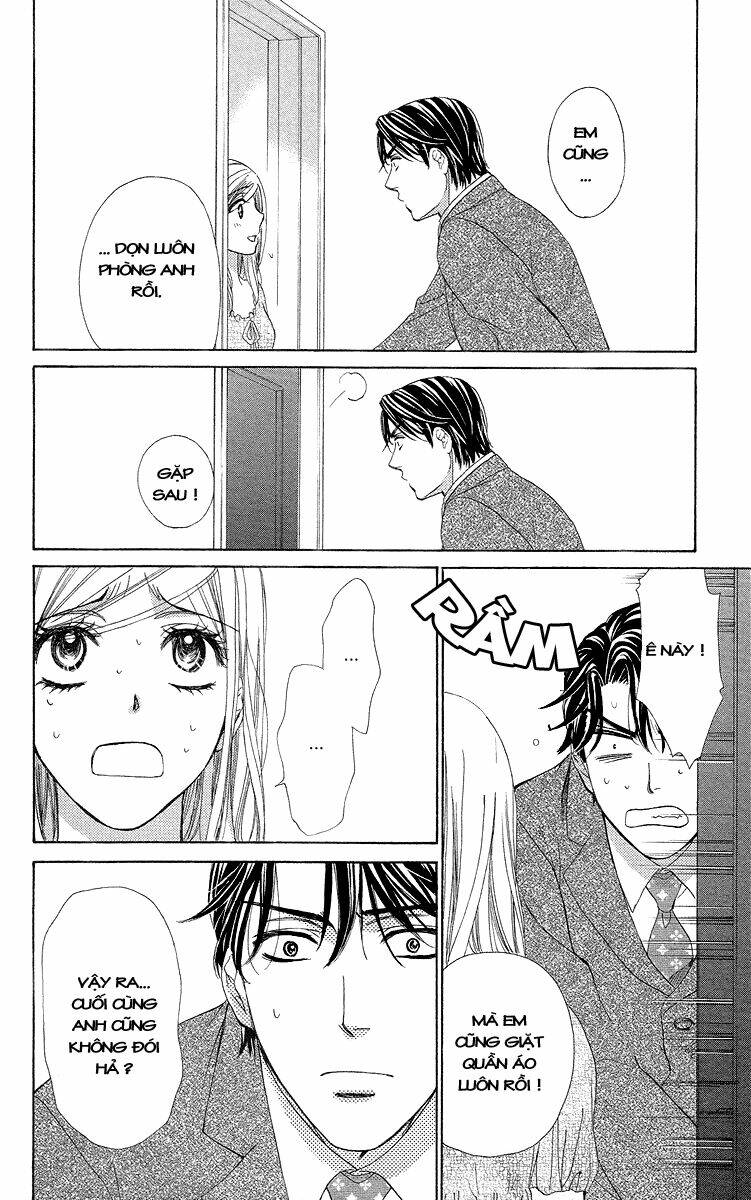 EM
CŨNG
...
... DỌN LUÔN
PHÒNG ANH
RỒI.
GẶP
SAU !
Ê NÀY !
RẦM
...
...
MÀ EM
CŨNG GIẶT
QUẦN ÁO
LUÔN RỒI !
VẬY RA...
CUỐI CÙNG
ANH CŨNG
KHÔNG ĐÓI
HẢ ?